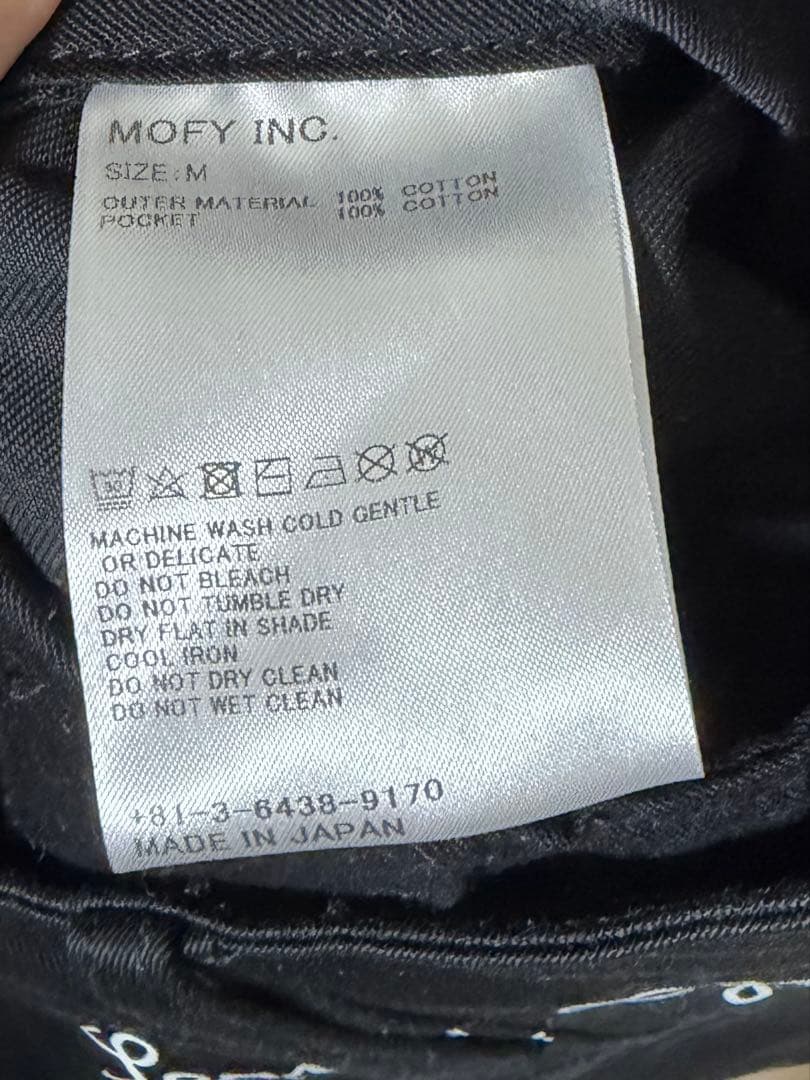 MOFY INC.
SIZE:M
OUTER MATERIAL 100% COTTON
POCKET 100% COTTON
30
W
MACHINE WASH COLD GENTLE
OR DELICATE
DO NOT BLEACH
DO NOT TUMBLE DRY
DRY FLAT IN SHADE
COOL IRON
DO NOT DRY CLEAN
DO NOT WET CLEAN
+81-3-6438-9170
MADE IN JAPAN